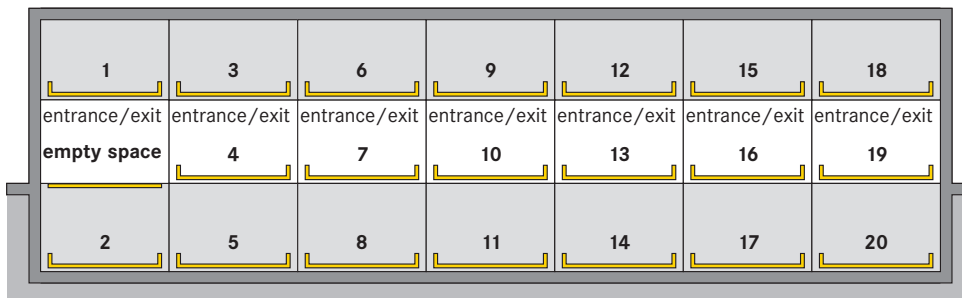 1 3 6 9 12 15 18
entrance/exit entrance/exit entrance/exit entrance/exit entrance/exit entrance/exit entrance/exit
empty space 4 7 10 13 16 19
2 5 8 11 14 17 20